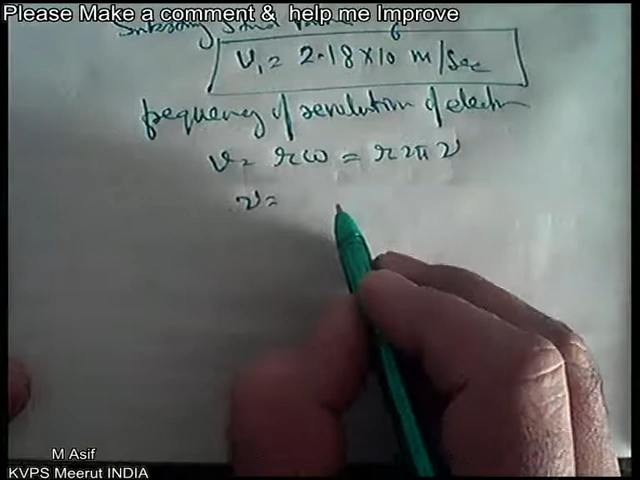 Please Make a comment & help me Improve
V₁ = 2.18 × 10⁶ m/Sec
frequency of revolution of electron
v = rω = r2πν
ν =
M Asif
KVPS Meerut INDIA